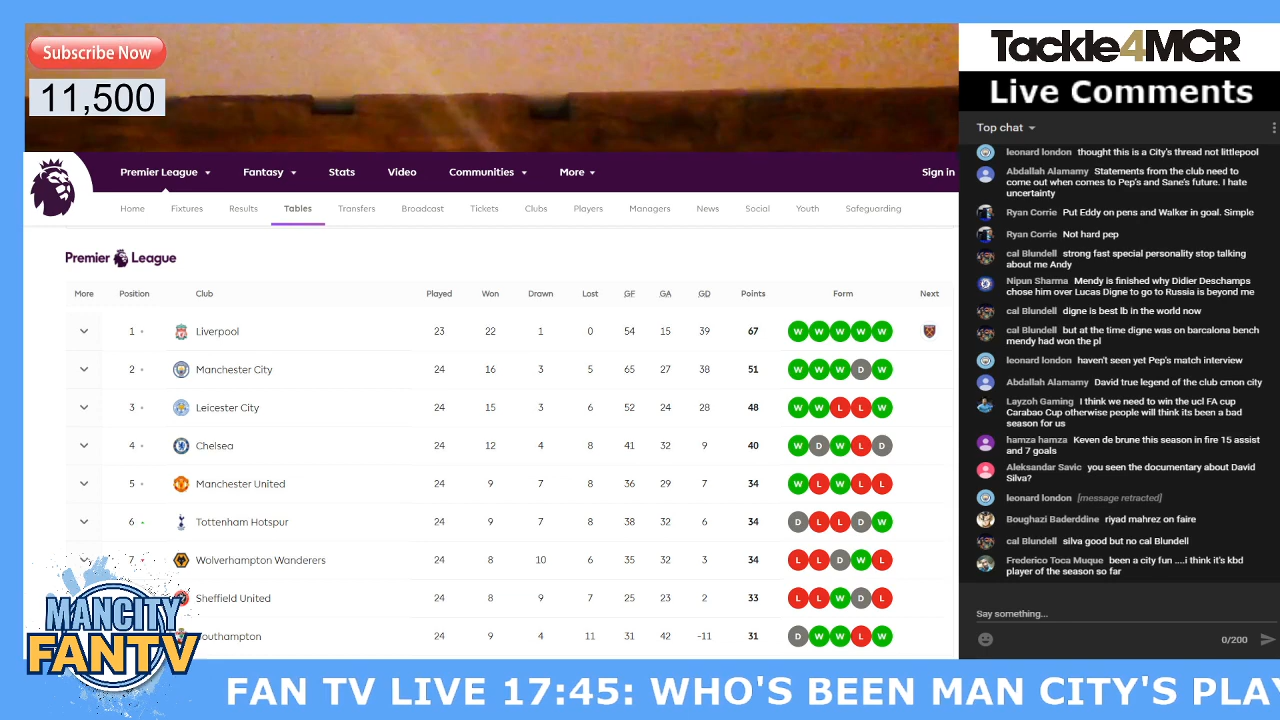 Subscribe Now
11,500
Tackle4MCR
Live Comments
Top chat
Premier League Fantasy Stats Video Communities More Sign in
Home Fixtures Results Tables Transfers Broadcast Tickets Clubs Players Managers News Social Youth Safeguarding
Premier League
More Position Club Played Won Drawn Lost GF GA GD Points Form Next
1 Liverpool 23 22 1 0 54 15 39 67 W W W W W
2 Manchester City 24 16 3 5 65 27 38 51 W W W D W
3 Leicester City 24 15 3 6 52 24 28 48 W W L L W
4 Chelsea 24 12 4 8 41 32 9 40 W D W L D
5 Manchester United 24 9 7 8 36 29 7 34 W L W L L
6 Tottenham Hotspur 24 9 7 8 38 32 6 34 D L L D W
Wolverhampton Wanderers 24 8 10 6 35 32 3 34 L L D W L
Sheffield United 24 8 9 7 25 23 2 33 L L W D L
outhampton 24 9 4 11 31 42 -11 31 D W W L W
leonard london thought this is a City's thread not littlepool
Abdallah Alamamy Statements from the club need to
come out when comes to Pep's and Sane's future. I hate
uncertainty
Ryan Corrie Put Eddy on pens and Walker in goal. Simple
Ryan Corrie Not hard pep
cal Blundell strong fast special personality stop talking
about me Andy
Nipun Sharma Mendy is finished why Didier Deschamps
chose him over Lucas Digne to go to Russia is beyond me
cal Blundell digne is best lb in the world now
cal Blundell but at the time digne was on barcalona bench
mendy had won the pl
leonard london haven't seen yet Pep's match interview
Abdallah Alamamy David true legend of the club cmon city
Layzoh Gaming I think we need to win the ucl FA cup
Carabao Cup otherwise people will think its been a bad
season for us
hamza hamza Keven de brune this season in fire 15 assist
and 7 goals
Aleksandar Savic you seen the documentary about David
Silva?
leonard london [message retracted]
Boughazi Baderddine riyad mahrez on faire
cal Blundell silva good but no cal Blundell
Frederico Toca Muque been a city fun ....i think it's kbd
player of the season so far
Say something...
0/200
MANCITY
FANTV
FAN TV LIVE 17:45: WHO'S BEEN MAN CITY'S PLAY